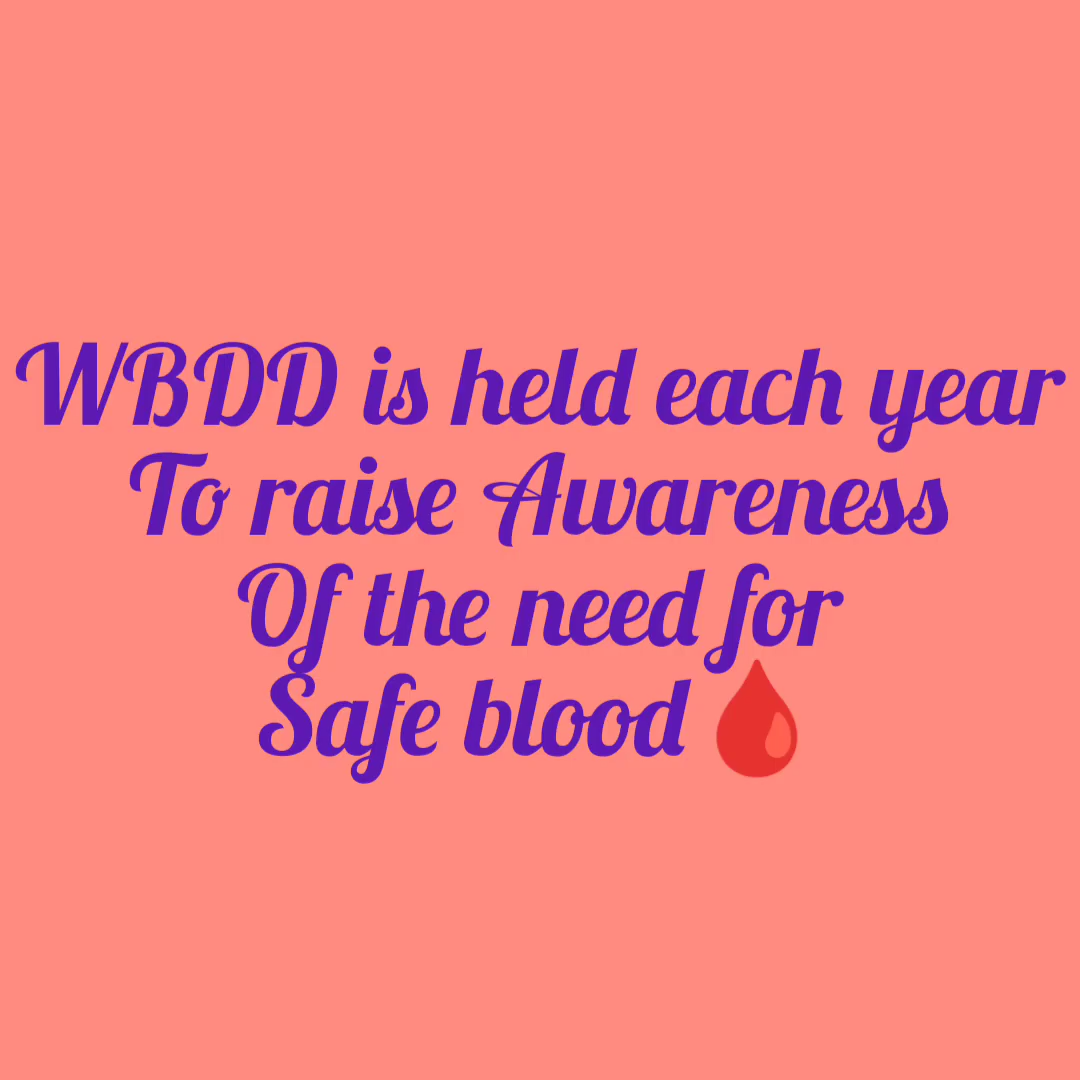 WBDD is held each year
To raise Awareness
Of the need for
Safe blood 🩸